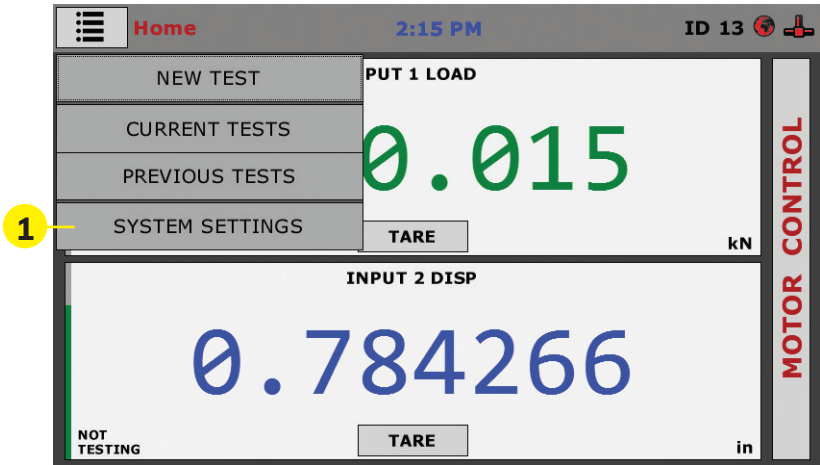 Home
2:15 PM
ID 13
NEW TEST
CURRENT TESTS
PREVIOUS TESTS
1
SYSTEM SETTINGS
PUT 1 LOAD
0.015
TARE
kN
INPUT 2 DISP
0.784266
NOT
TESTING
TARE
in
MOTOR CONTROL